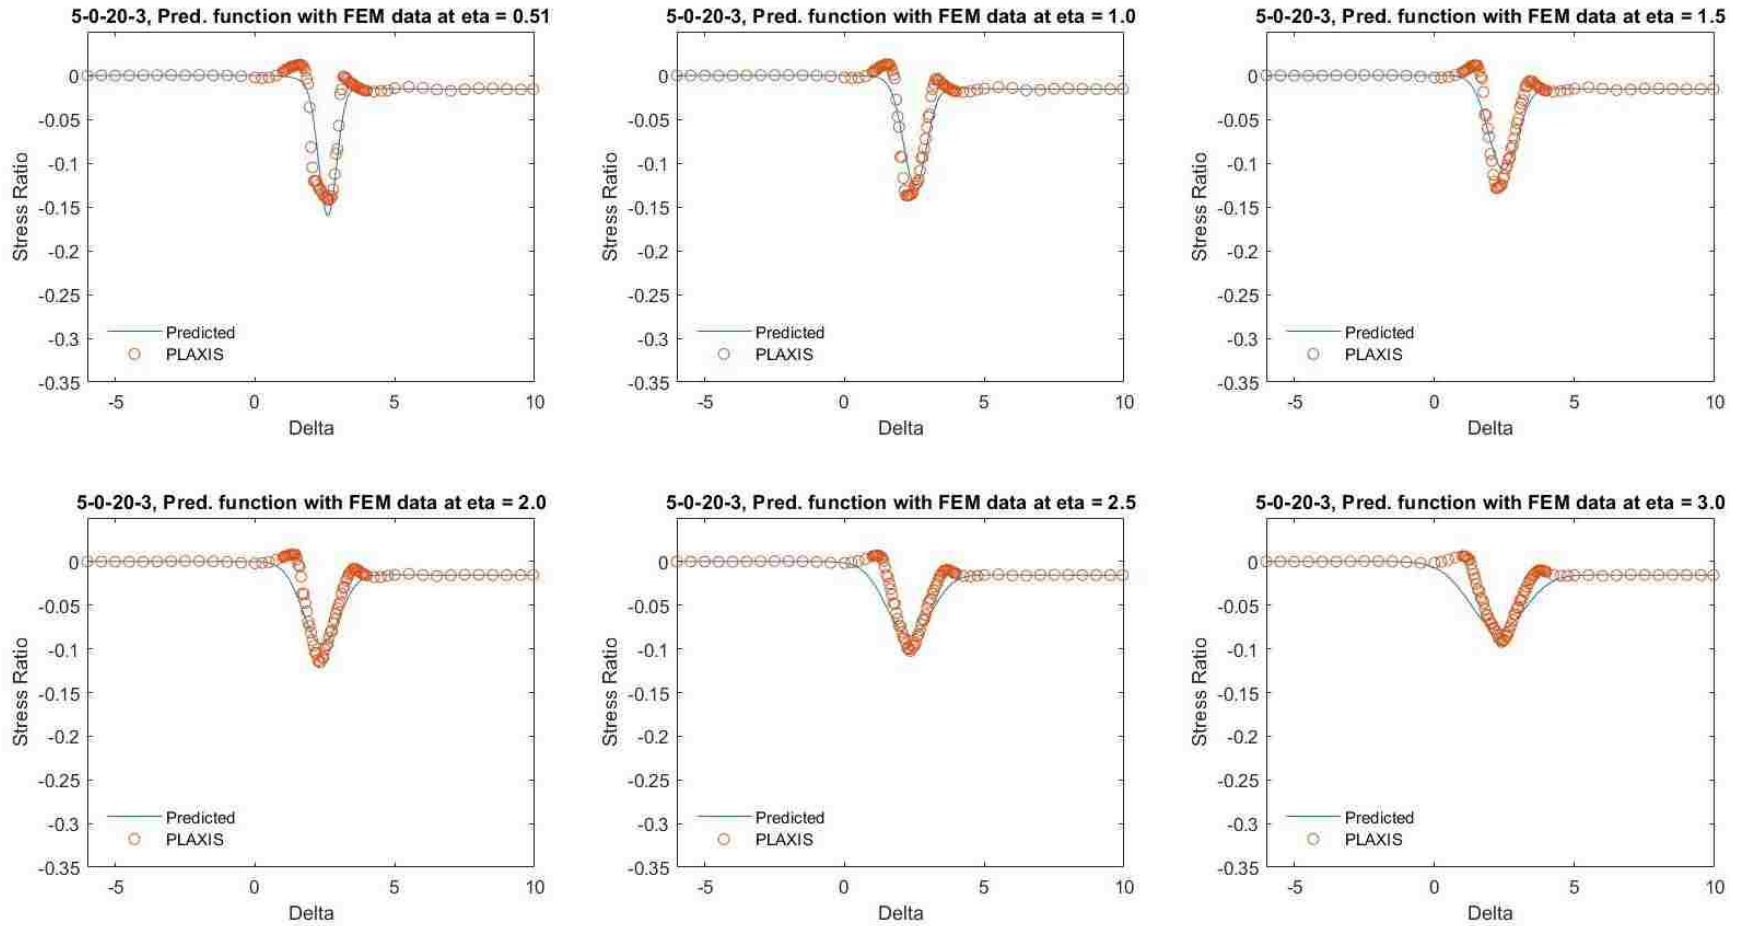 5-0-20-3, Pred. function with FEM data at eta = 0.51
0
-0.05
-0.1
-0.15
-0.2
-0.25
-0.3
-0.35
Stress Ratio
Predicted
PLAXIS
-5
0
5
10
Delta
5-0-20-3, Pred. function with FEM data at eta = 1.0
0
-0.05
-0.1
-0.15
-0.2
-0.25
-0.3
-0.35
Stress Ratio
Predicted
PLAXIS
-5
0
5
10
Delta
5-0-20-3, Pred. function with FEM data at eta = 1.5
0
-0.05
-0.1
-0.15
-0.2
-0.25
-0.3
-0.35
Stress Ratio
Predicted
PLAXIS
-5
0
5
10
Delta
5-0-20-3, Pred. function with FEM data at eta = 2.0
0
-0.05
-0.1
-0.15
-0.2
-0.25
-0.3
-0.35
Stress Ratio
Predicted
PLAXIS
-5
0
5
10
Delta
5-0-20-3, Pred. function with FEM data at eta = 2.5
0
-0.05
-0.1
-0.15
-0.2
-0.25
-0.3
-0.35
Stress Ratio
Predicted
PLAXIS
-5
0
5
10
Delta
5-0-20-3, Pred. function with FEM data at eta = 3.0
0
-0.05
-0.1
-0.15
-0.2
-0.25
-0.3
-0.35
Stress Ratio
Predicted
PLAXIS
-5
0
5
10
Delta